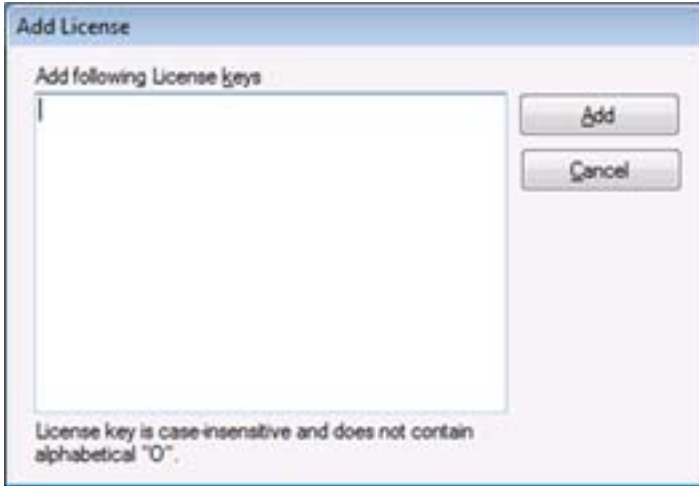 Add License
Add following License keys
Add
Cancel
License key is case-insensitive and does not contain
alphabetical "O".